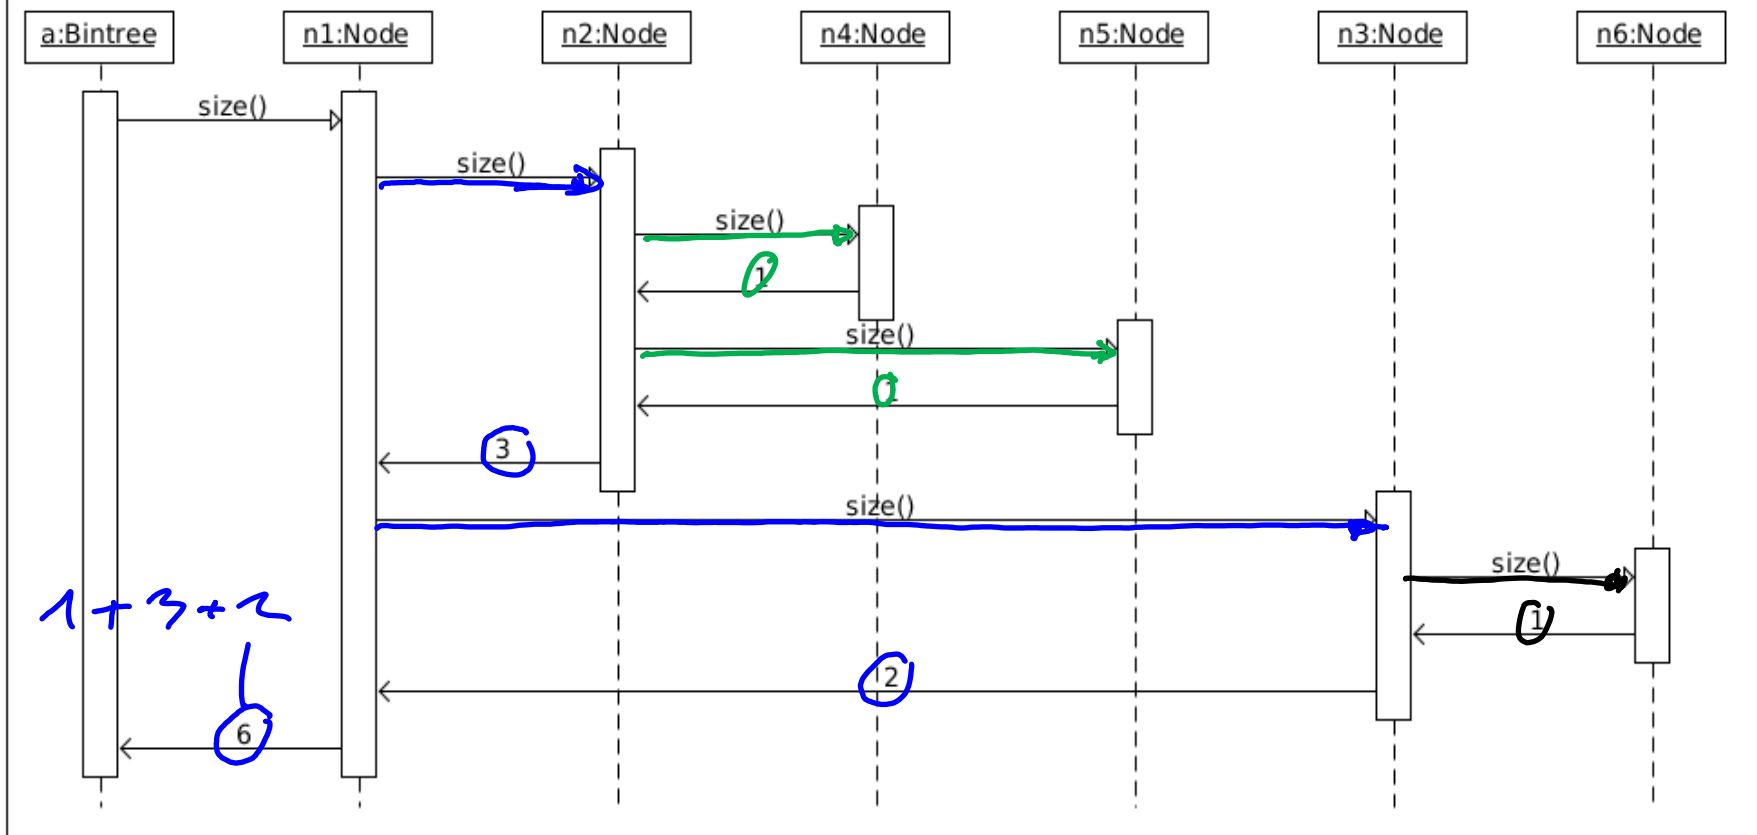 a:Bintree n1:Node n2:Node n4:Node n5:Node n3:Node n6:Node
size()
size()
size()
1
size()
1
3
size()
size()
1+3+2
1
2
6